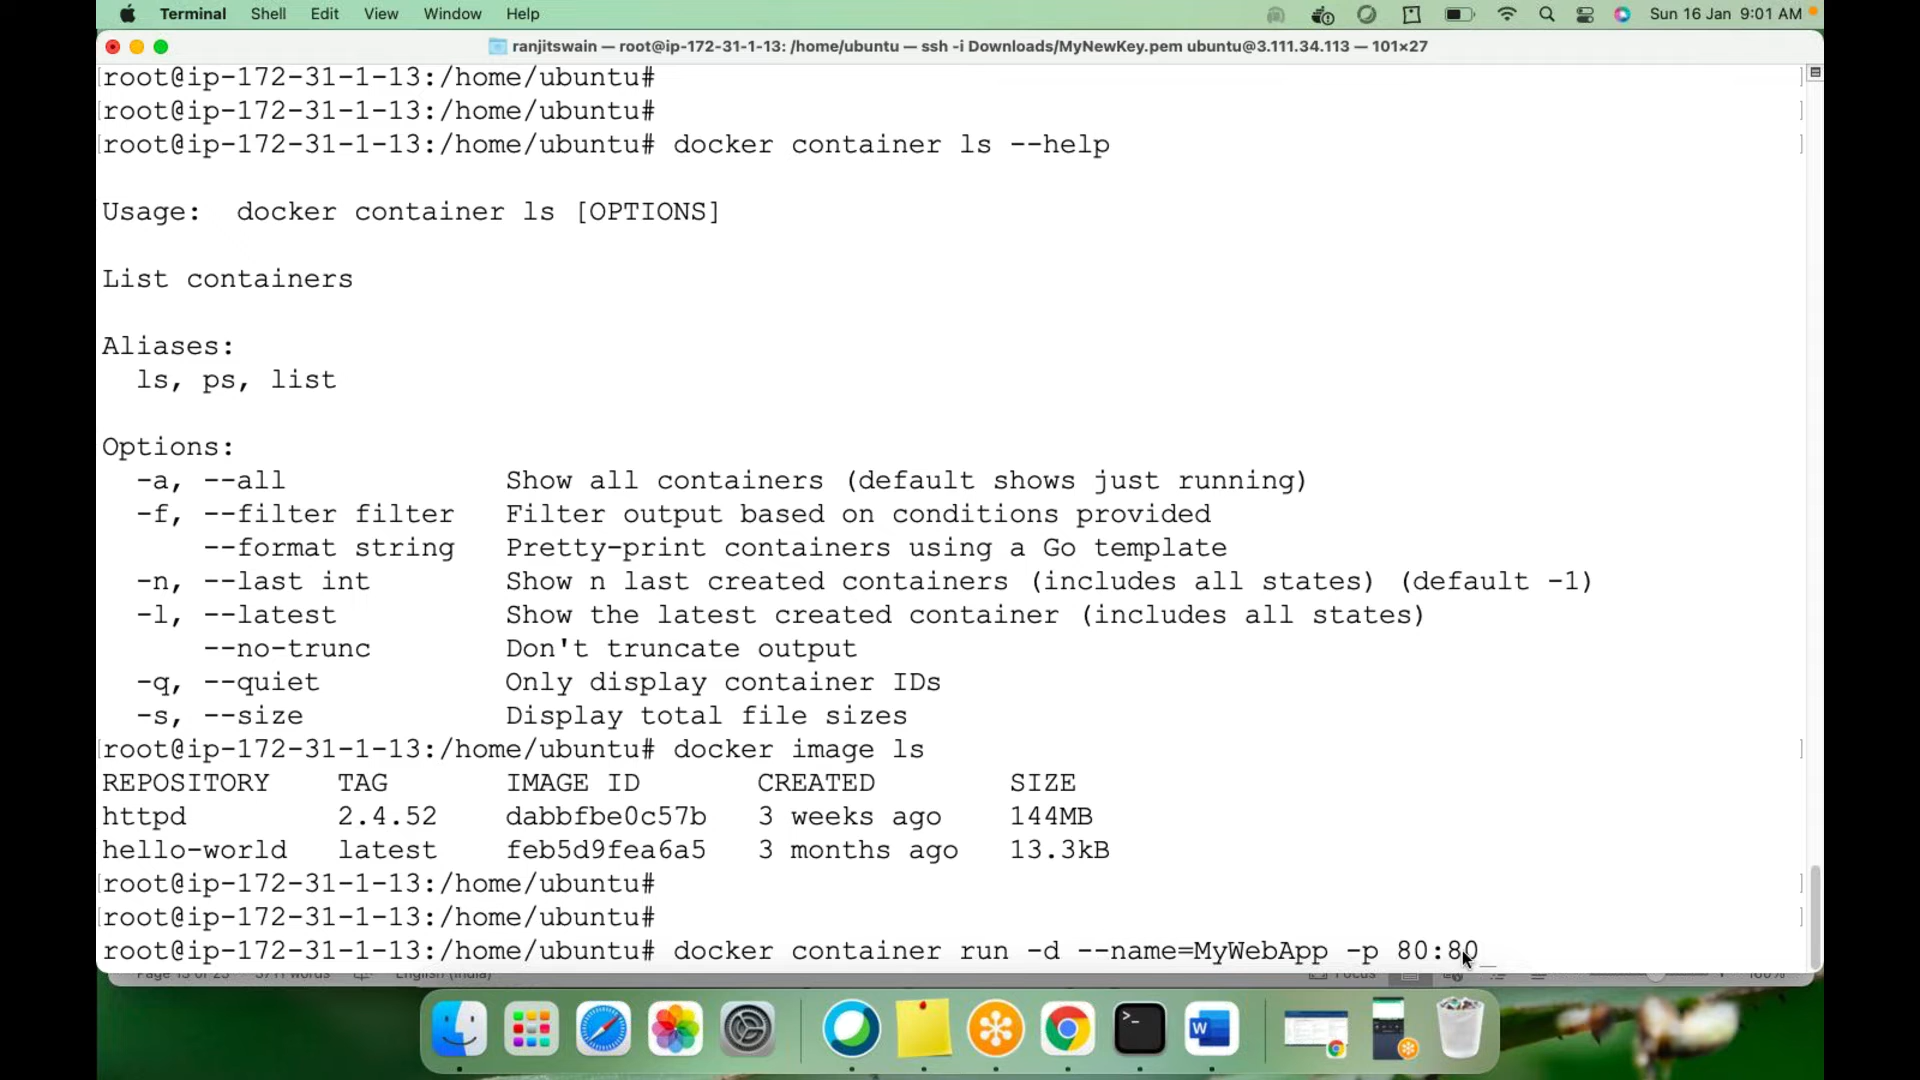 Terminal Shell Edit View Window Help Sun 16 Jan 9:01 AM
ranjitswain — root@ip-172-31-1-13: /home/ubuntu — ssh -i Downloads/MyNewKey.pem ubuntu@3.111.34.113 — 101×27
root@ip-172-31-1-13:/home/ubuntu#
root@ip-172-31-1-13:/home/ubuntu#
root@ip-172-31-1-13:/home/ubuntu# docker container ls --help
Usage:  docker container ls [OPTIONS]
List containers
Aliases:
  ls, ps, list
Options:
  -a, --all             Show all containers (default shows just running)
  -f, --filter filter   Filter output based on conditions provided
      --format string   Pretty-print containers using a Go template
  -n, --last int        Show n last created containers (includes all states) (default -1)
  -l, --latest          Show the latest created container (includes all states)
      --no-trunc        Don't truncate output
  -q, --quiet           Only display container IDs
  -s, --size            Display total file sizes
root@ip-172-31-1-13:/home/ubuntu# docker image ls
REPOSITORY    TAG       IMAGE ID       CREATED        SIZE
httpd         2.4.52    dabbfbe0c57b   3 weeks ago    144MB
hello-world   latest    feb5d9fea6a5   3 months ago   13.3kB
root@ip-172-31-1-13:/home/ubuntu#
root@ip-172-31-1-13:/home/ubuntu#
root@ip-172-31-1-13:/home/ubuntu# docker container run -d --name=MyWebApp -p 80:80
English (India) Focus